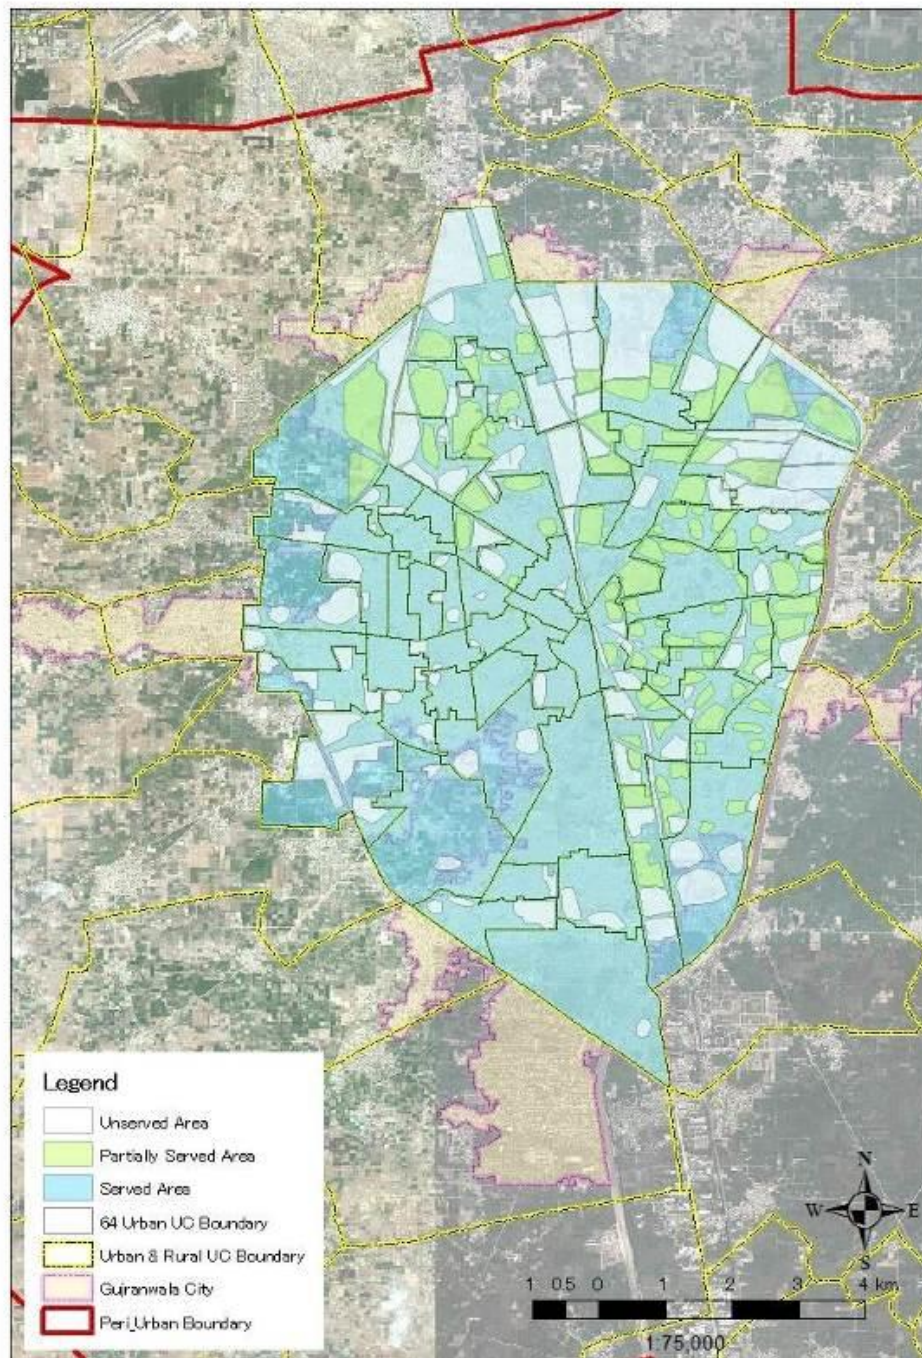 Legend
Unserved Area
Partially Served Area
Served Area
64 Urban UC Boundary
Urban & Rural UC Boundary
Gujranwala City
Peri_Urban Boundary
N
W
E
S
1 0.5 0 1 2 3 4 km
1:75,000